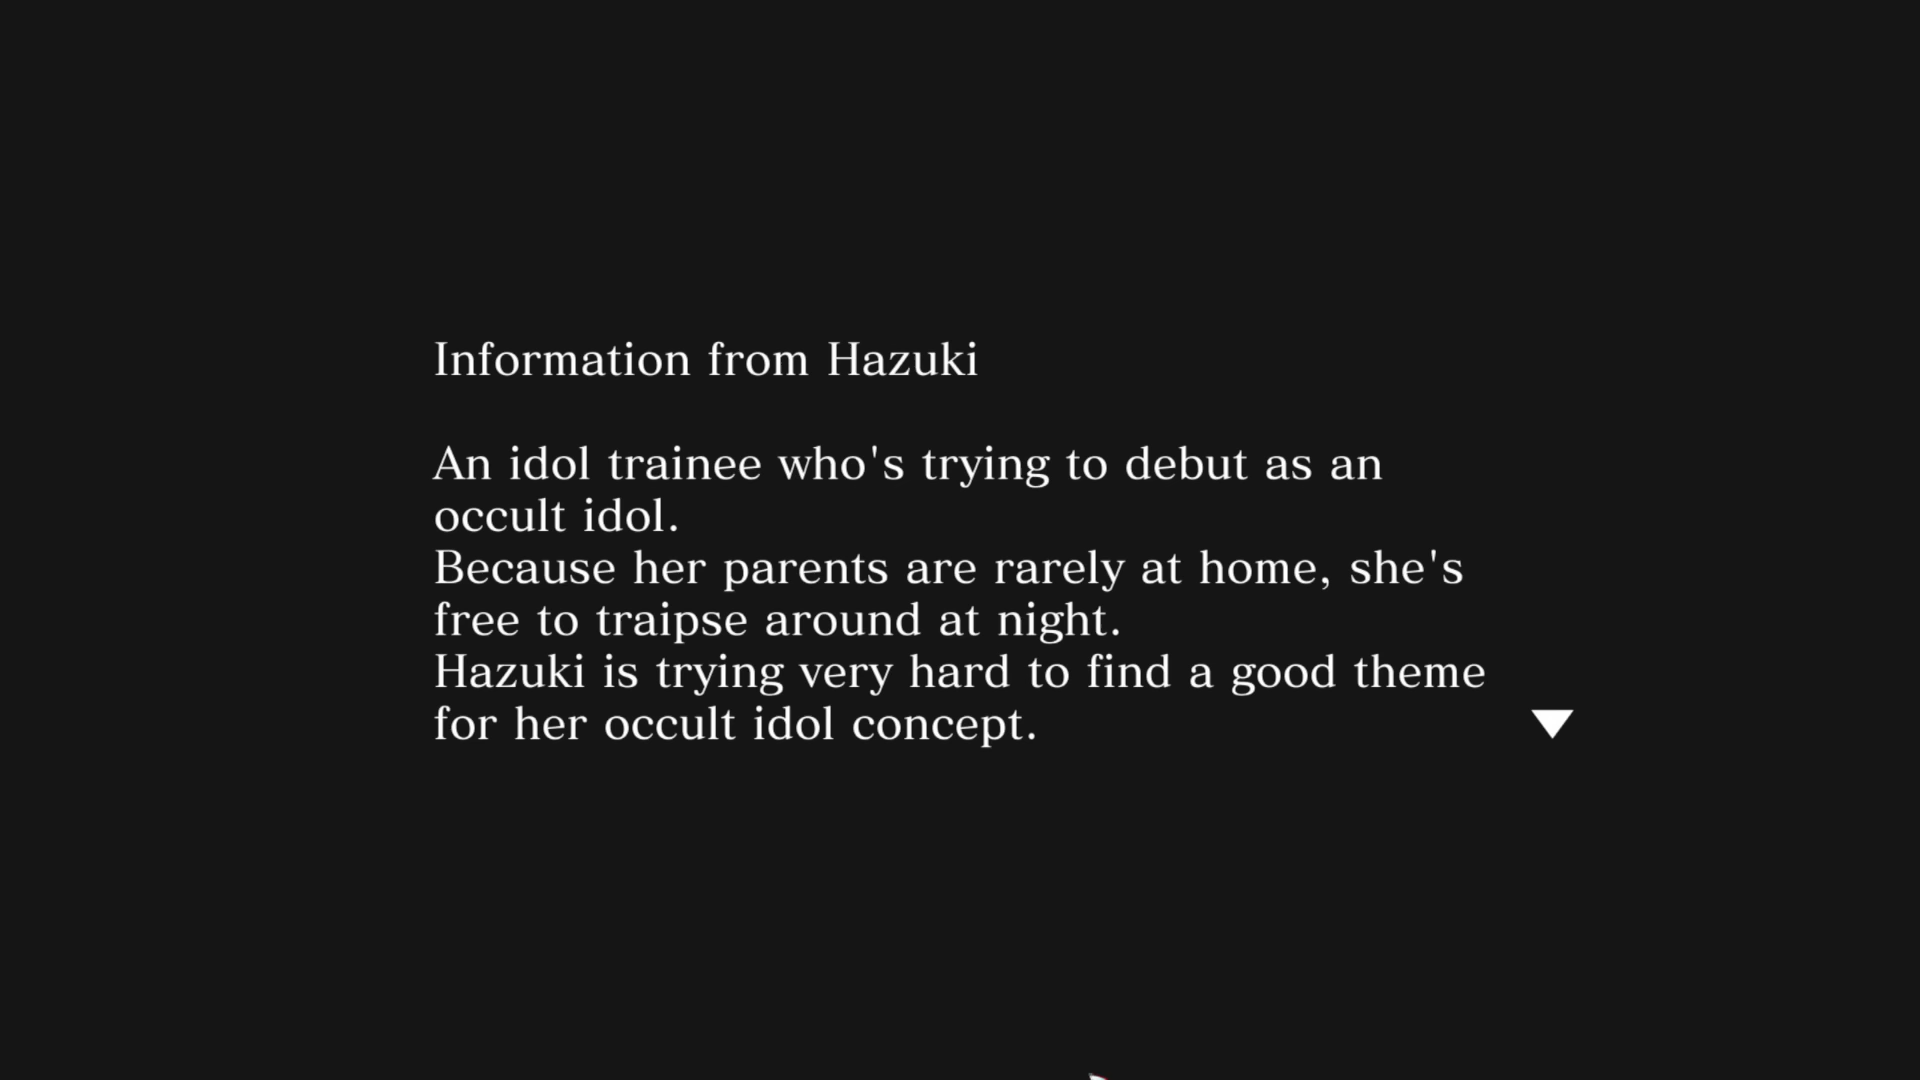 Information from Hazuki
An idol trainee who's trying to debut as an
occult idol.
Because her parents are rarely at home, she's
free to traipse around at night.
Hazuki is trying very hard to find a good theme
for her occult idol concept.